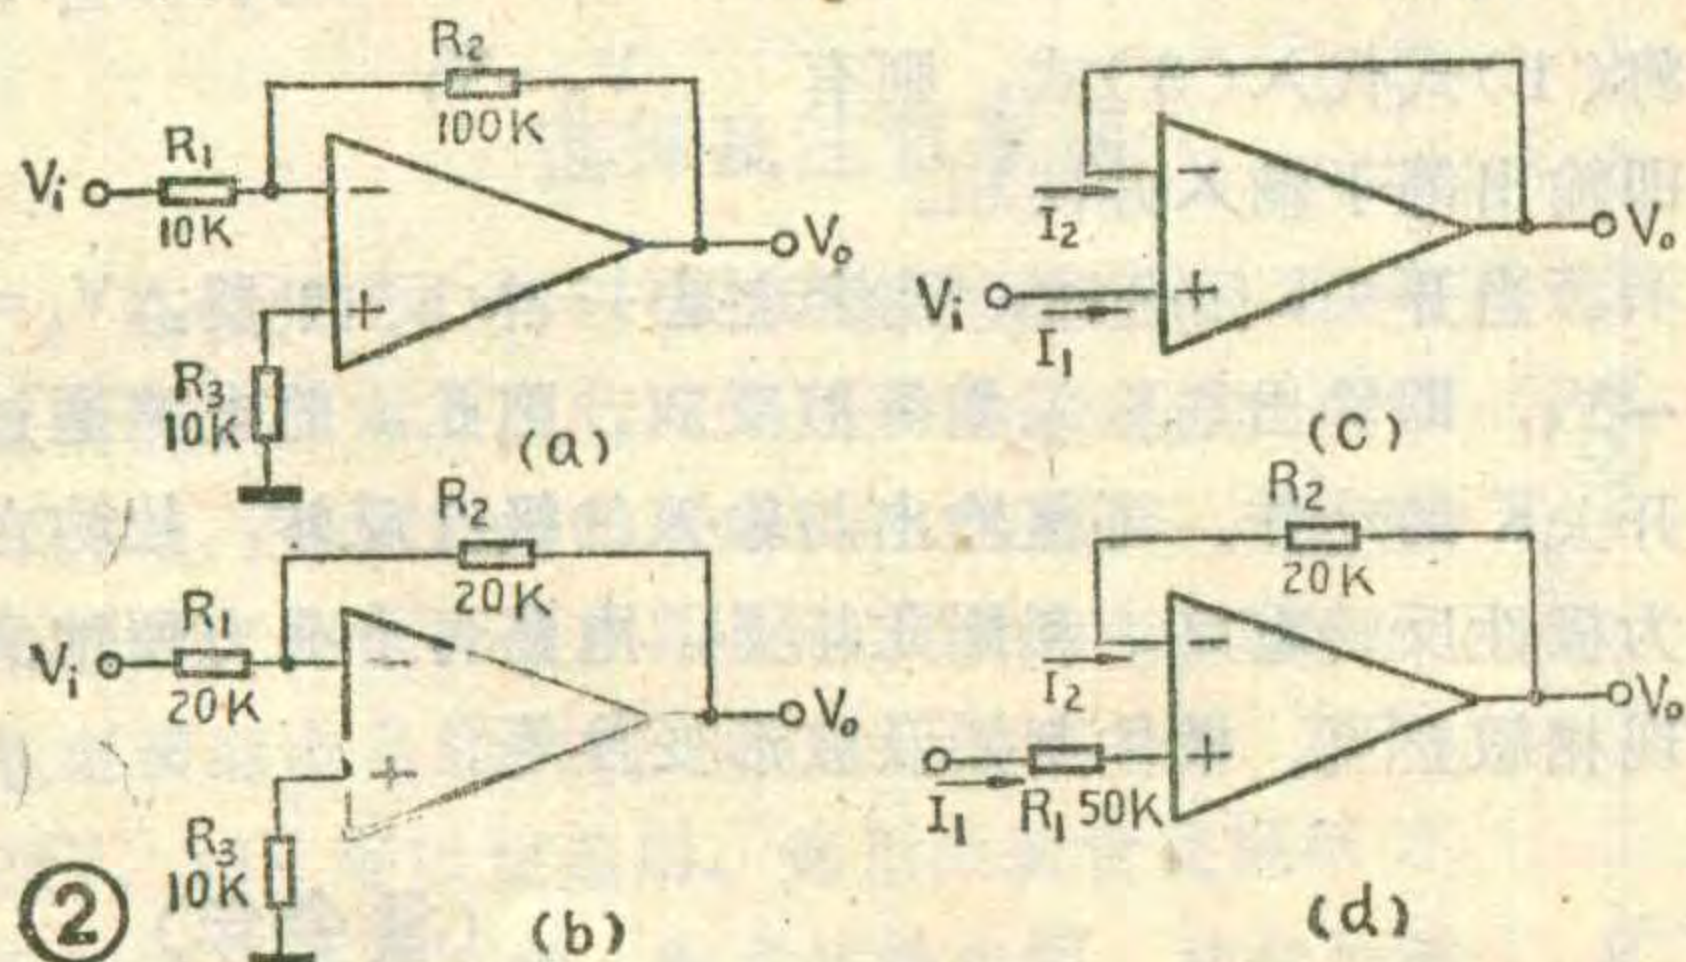 R₂
100K
R₁
Vᵢ
10K
−
+
Vₒ
R₃
10K
(a)
−
I₂
Vᵢ
+
I₁
Vₒ
(c)
R₂
20K
R₁
Vᵢ
20K
−
+
Vₒ
R₃
10K
(b)
R₂
20K
−
I₂
+
I₁
R₁ 50K
Vₒ
(d)
②